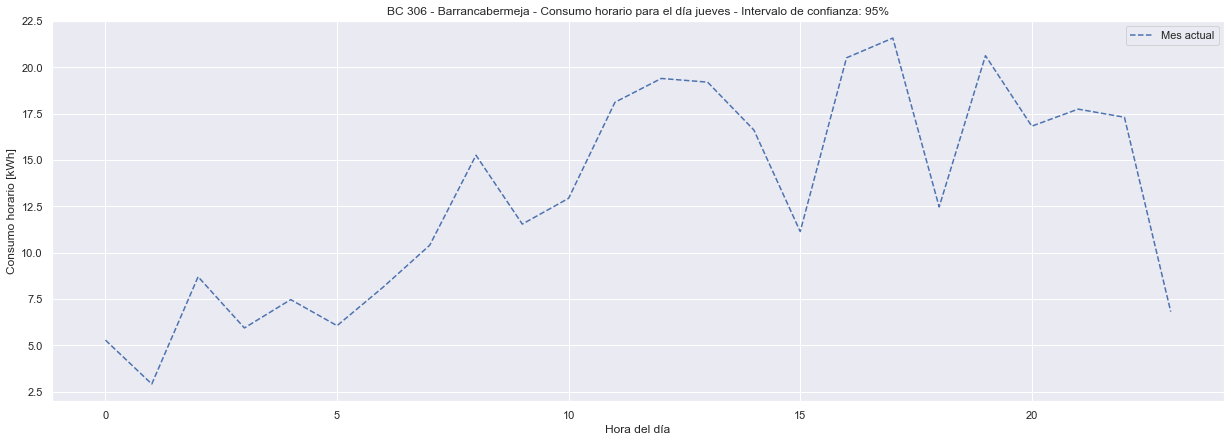 BC 306 - Barrancabermeja - Consumo horario para el día jueves - Intervalo de confianza: 95%
Mes actual
Consumo horario [kWh]
22.5
20.0
17.5
15.0
12.5
10.0
7.5
5.0
2.5
0 5 10 15 20
Hora del día